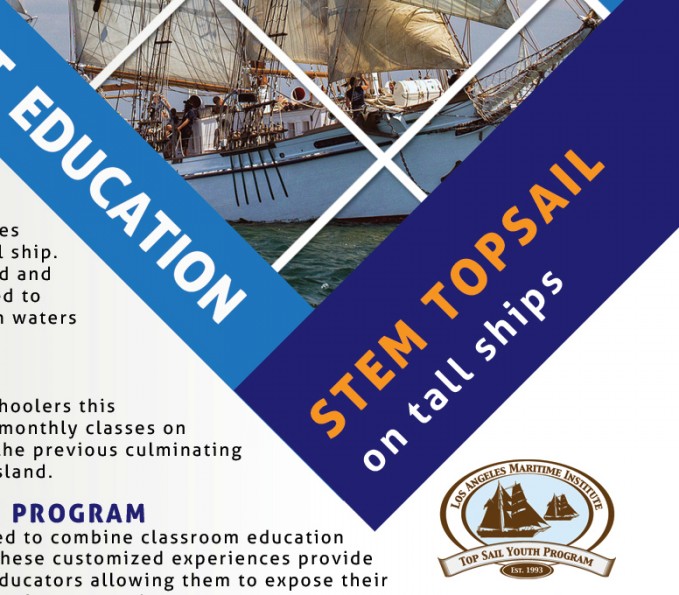 T EDUCATION
STEM TOPSAIL
on tall ships
es
l ship.
d and
ed to
n waters
hoolers this
monthly classes on
the previous culminating
sland.
PROGRAM
ed to combine classroom education
hese customized experiences provide
ducators allowing them to expose their
LOS ANGELES MARITIME INSTITUTE
TOP SAIL YOUTH PROGRAM
EST. 1993